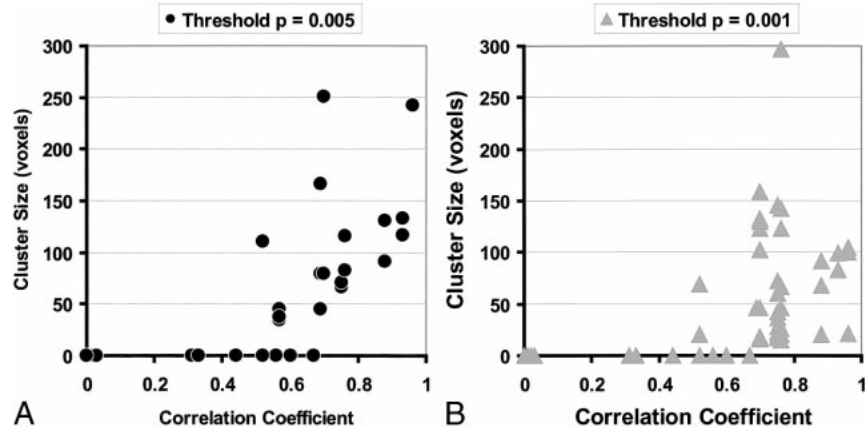 Threshold p = 0.005
300
250
200
150
100
50
0
Cluster Size (voxels)
0 0.2 0.4 0.6 0.8 1
Correlation Coefficient
A
Threshold p = 0.001
300
250
200
150
100
50
0
Cluster Size (voxels)
0 0.2 0.4 0.6 0.8 1
Correlation Coefficient
B